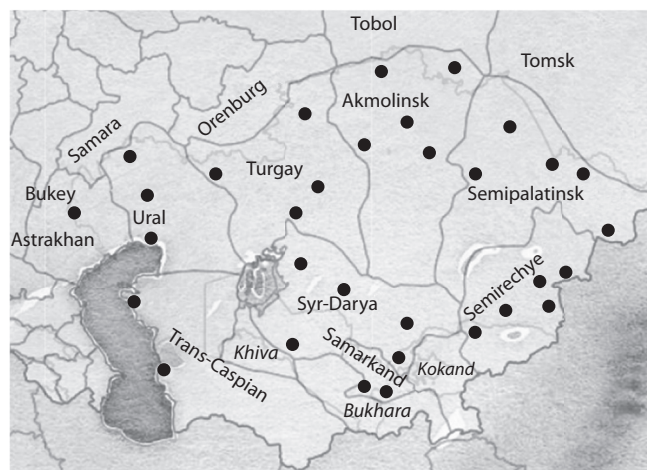 Tobol
Tomsk
Orenburg
Akmolinsk
Samara
Turgay
Bukey
Semipalatinsk
Ural
Astrakhan
Semirechye
Syr-Darya
Trans-Caspian
Khiva
Samarkand
Kokand
Bukhara